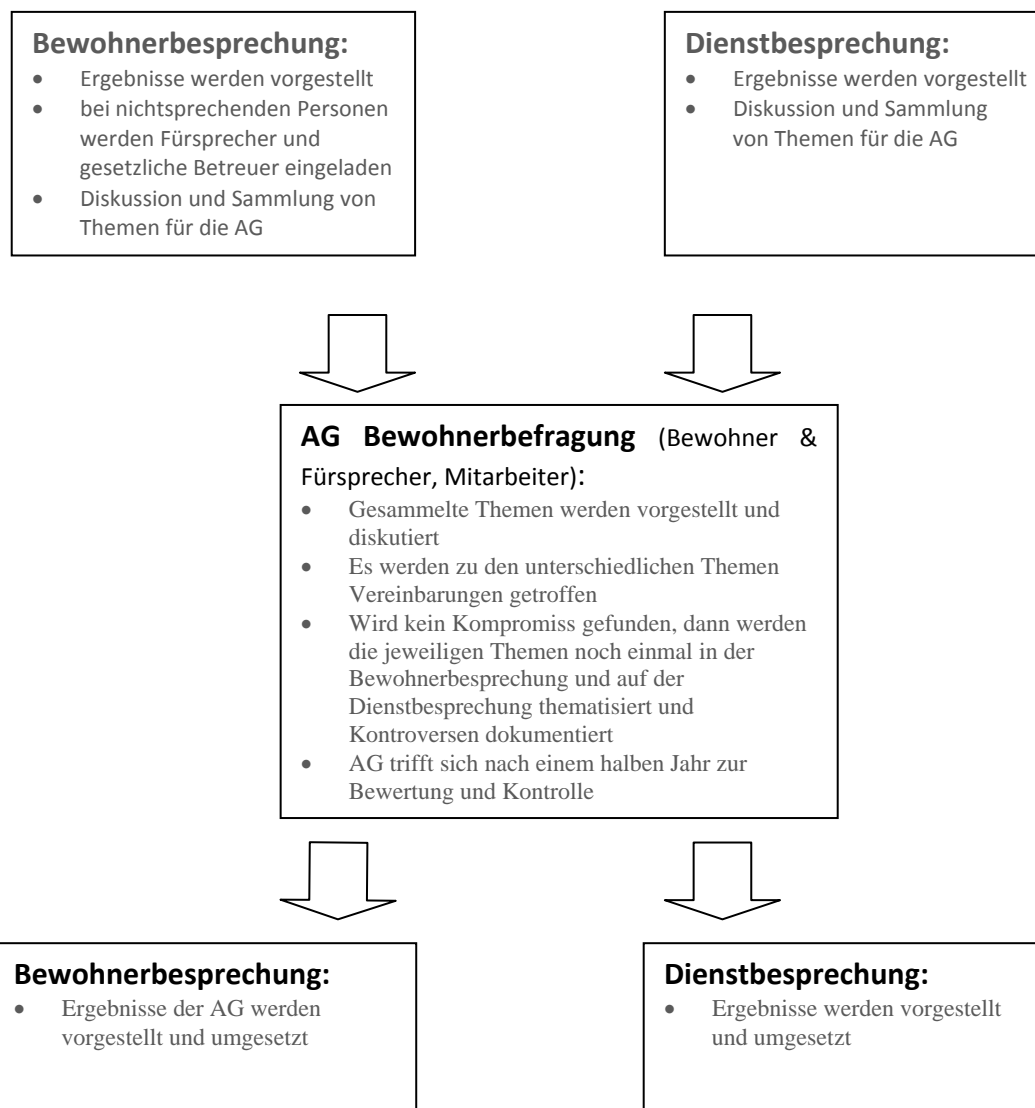 Bewohnerbesprechung:
• Ergebnisse werden vorgestellt
• bei nichtsprechenden Personen
werden Fürsprecher und
gesetzliche Betreuer eingeladen
• Diskussion und Sammlung von
Themen für die AG
Dienstbesprechung:
• Ergebnisse werden vorgestellt
• Diskussion und Sammlung
von Themen für die AG
AG Bewohnerbefragung (Bewohner &
Fürsprecher, Mitarbeiter):
• Gesammelte Themen werden vorgestellt und
diskutiert
• Es werden zu den unterschiedlichen Themen
Vereinbarungen getroffen
• Wird kein Kompromiss gefunden, dann werden
die jeweiligen Themen noch einmal in der
Bewohnerbesprechung und auf der
Dienstbesprechung thematisiert und
Kontroversen dokumentiert
• AG trifft sich nach einem halben Jahr zur
Bewertung und Kontrolle
Bewohnerbesprechung:
• Ergebnisse der AG werden
vorgestellt und umgesetzt
Dienstbesprechung:
• Ergebnisse werden vorgestellt
und umgesetzt